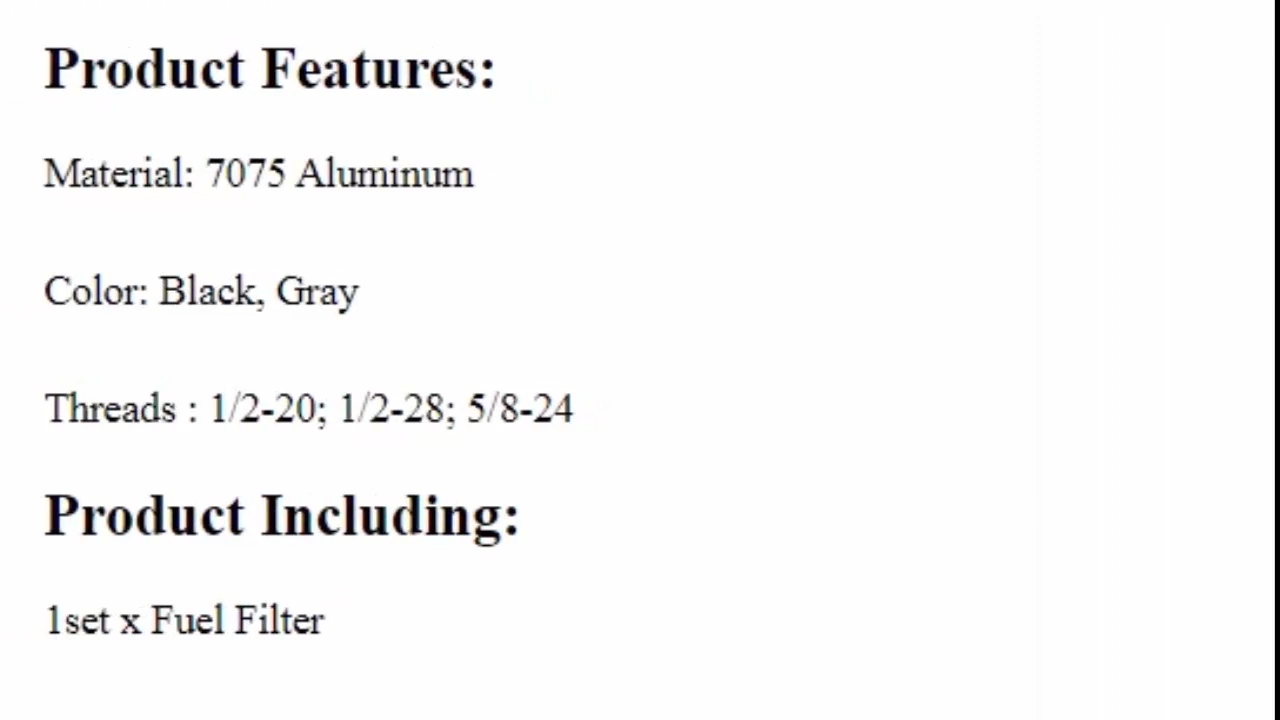 Product Features:
Material: 7075 Aluminum
Color: Black, Gray
Threads : 1/2-20; 1/2-28; 5/8-24
Product Including:
1set x Fuel Filter